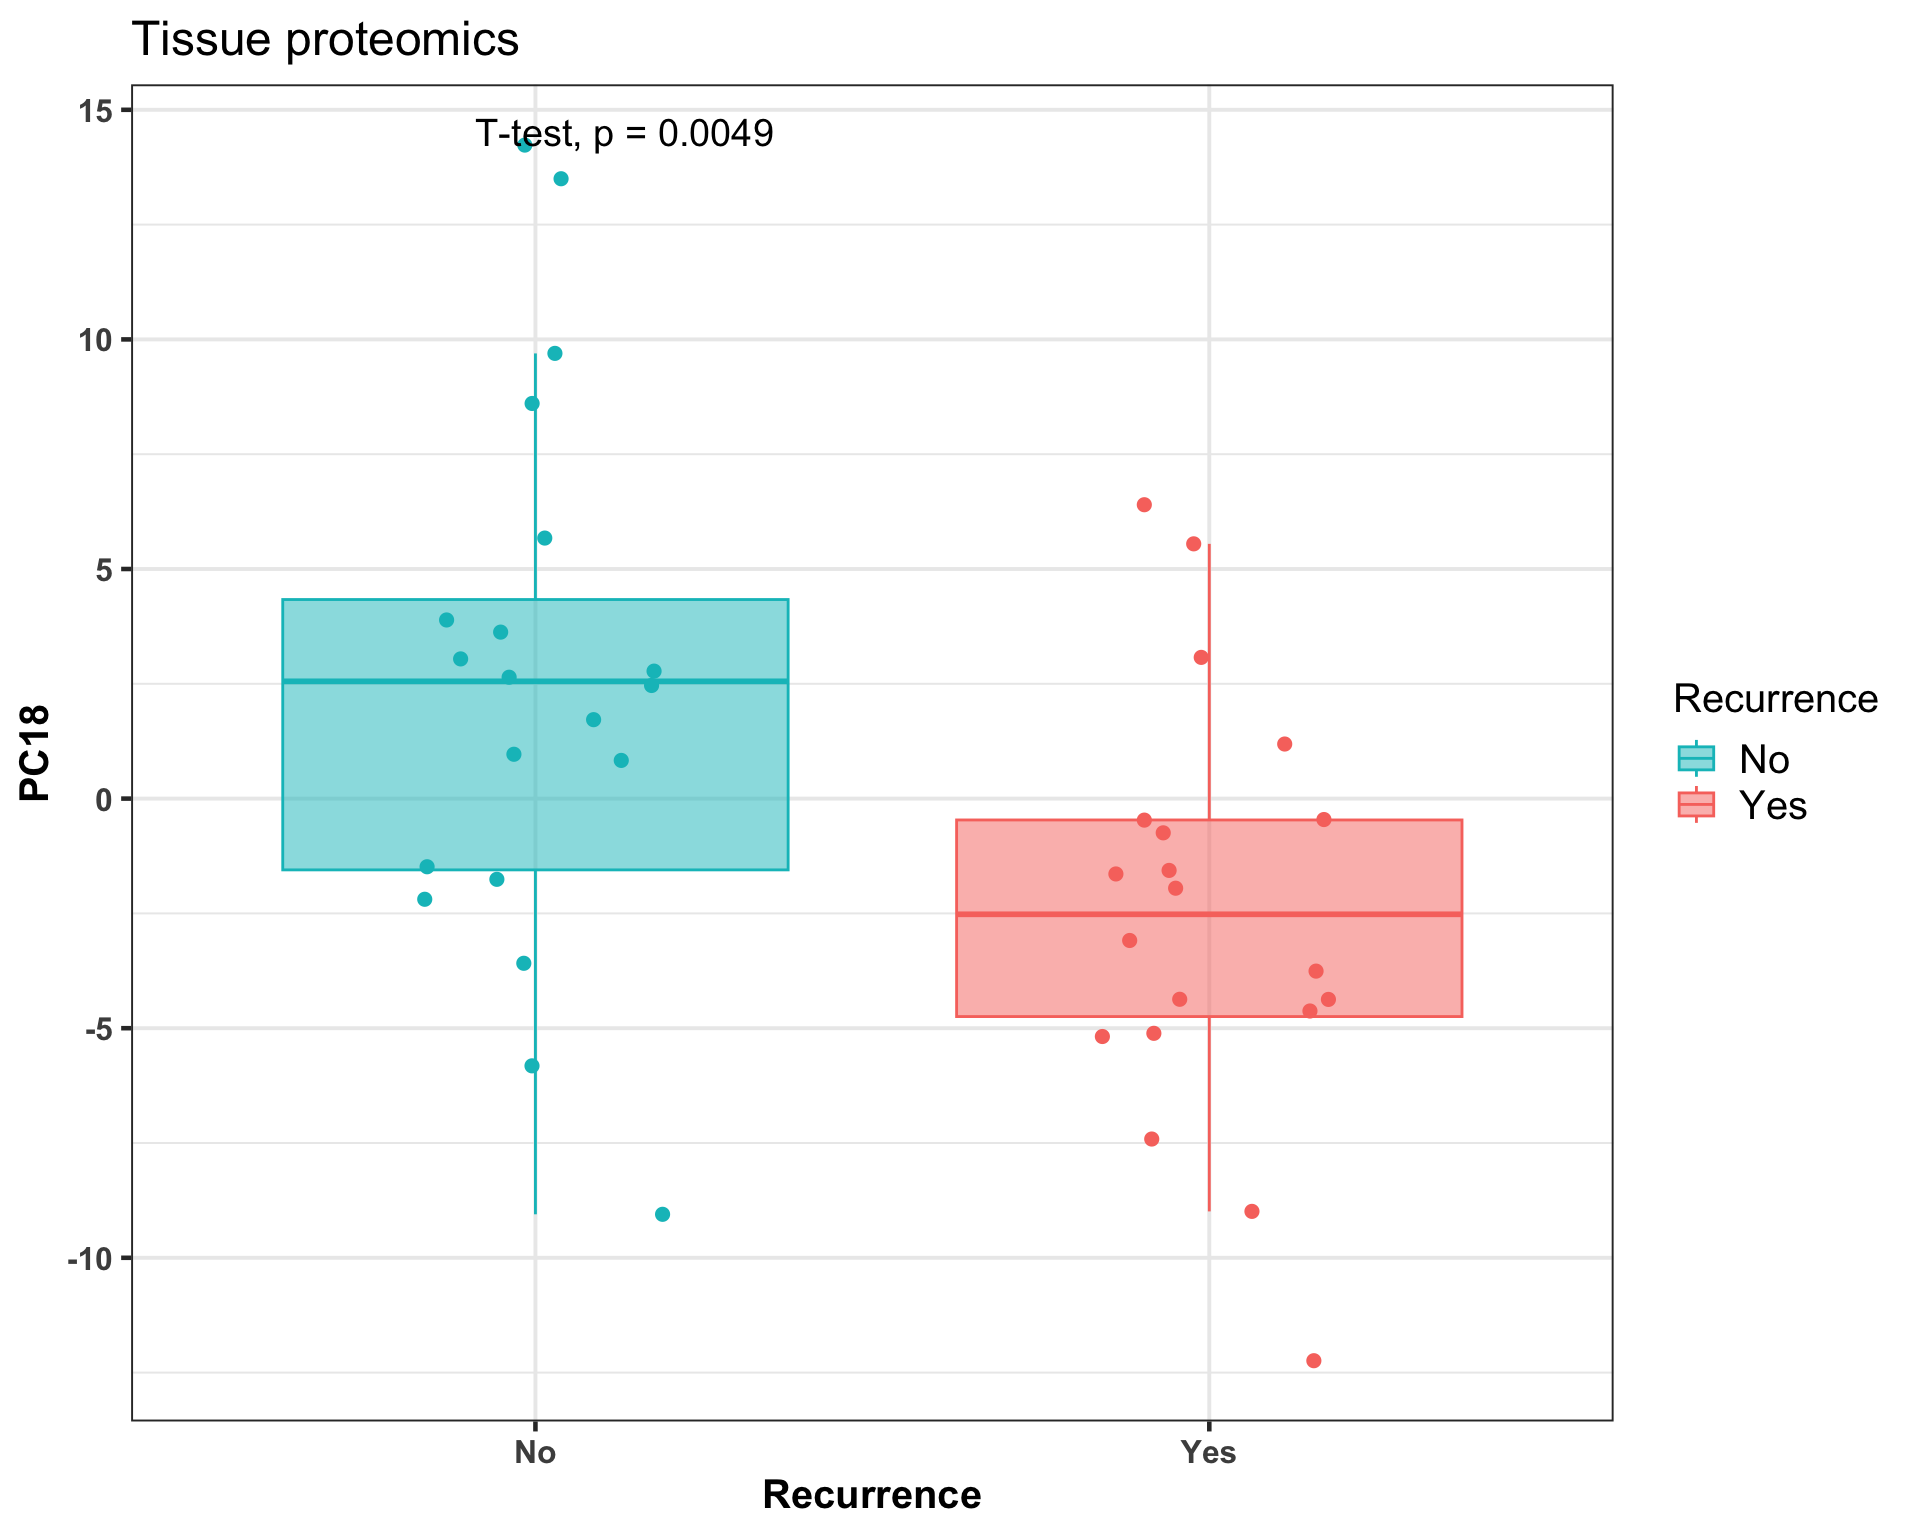 Tissue proteomics
T-test, p = 0.0049
15
10
5
0
-5
-10
PC18
No
Yes
Recurrence
Recurrence
No
Yes